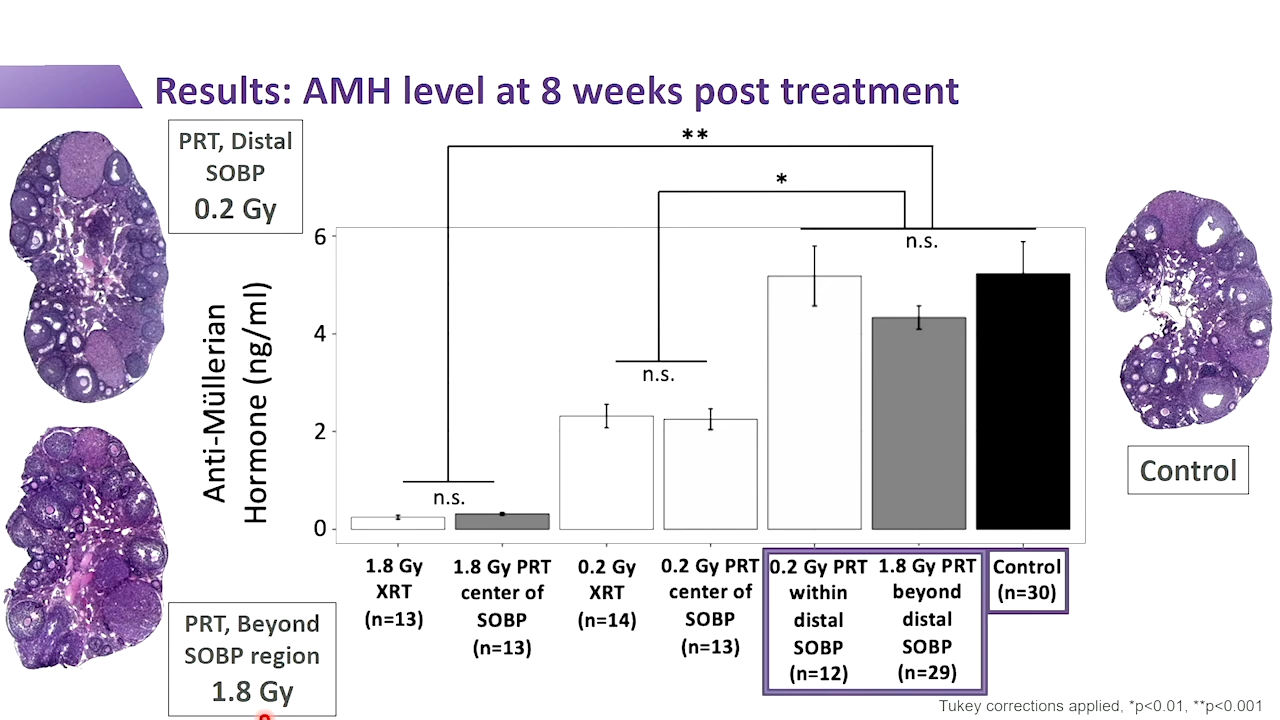 Results: AMH level at 8 weeks post treatment
PRT, Distal
SOBP
0.2 Gy
**
*
n.s.
n.s.
n.s.
Anti-Müllerian
Hormone (ng/ml)
6
4
2
0
1.8 Gy
XRT
(n=13)
1.8 Gy PRT
center of
SOBP
(n=13)
0.2 Gy
XRT
(n=14)
0.2 Gy PRT
center of
SOBP
(n=13)
0.2 Gy PRT
within
distal
SOBP
(n=12)
1.8 Gy PRT
beyond
distal
SOBP
(n=29)
Control
(n=30)
Control
PRT, Beyond
SOBP region
1.8 Gy
Tukey corrections applied, *p<0.01, **p<0.001